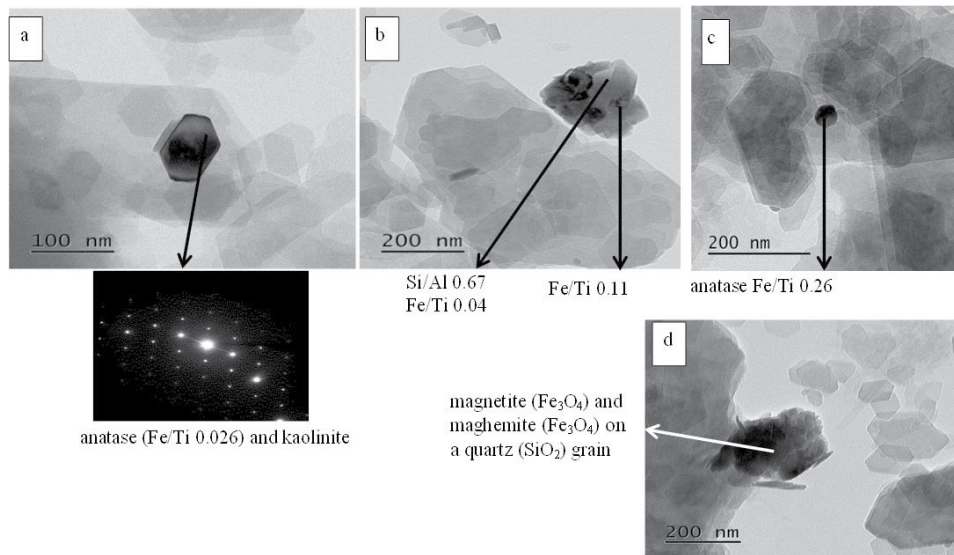 a
100 nm
anatase (Fe/Ti 0.026) and kaolinite
b
200 nm
Si/Al 0.67
Fe/Ti 0.04
Fe/Ti 0.11
c
200 nm
anatase Fe/Ti 0.26
d
200 nm
magnetite (Fe₃O₄) and
maghemite (Fe₃O₄) on
a quartz (SiO₂) grain